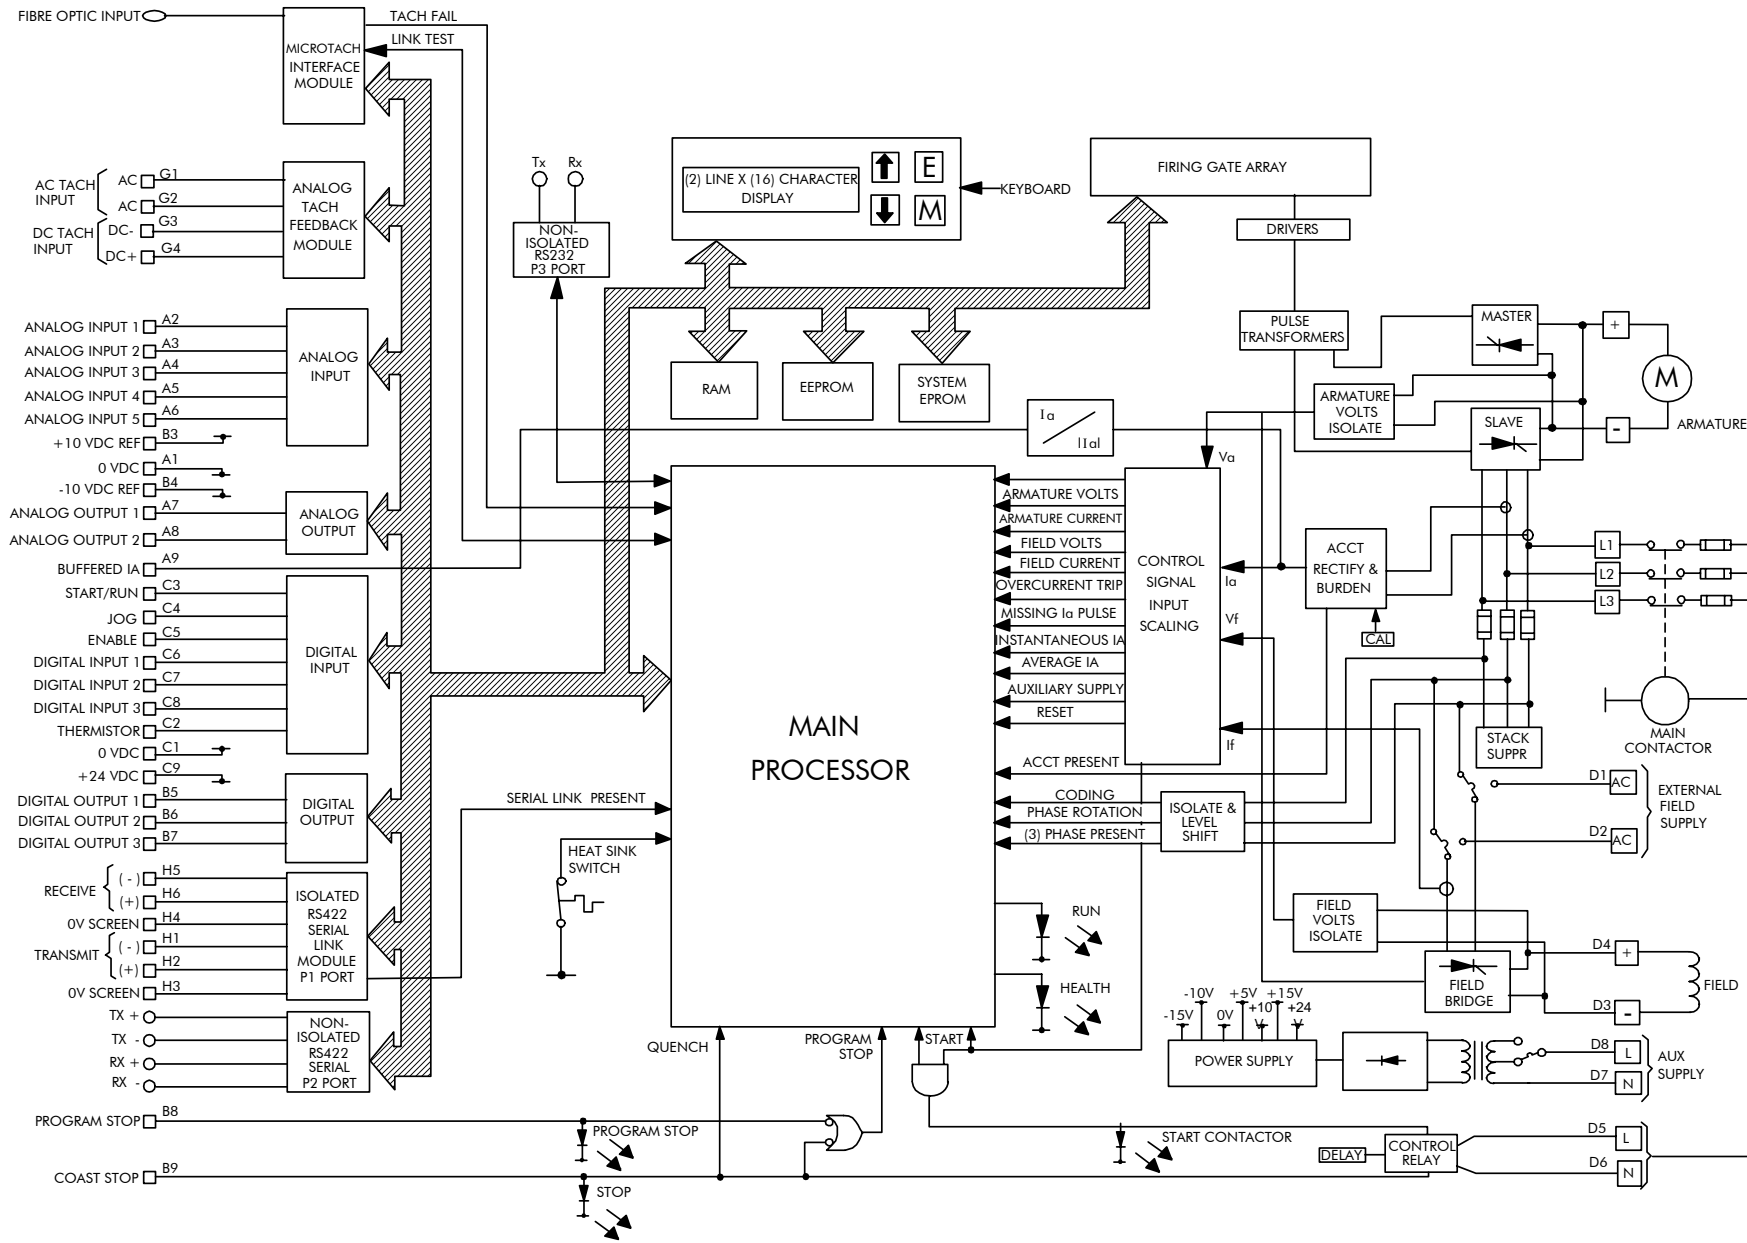 FIBRE OPTIC INPUT
MICROTACH
INTERFACE
MODULE
TACH FAIL
LINK TEST
AC TACH
INPUT
AC G1
AC G2
DC TACH
INPUT
DC- G3
DC+ G4
ANALOG
TACH
FEEDBACK
MODULE
ANALOG INPUT 1 A2
ANALOG INPUT 2 A3
ANALOG INPUT 3 A4
ANALOG INPUT 4 A5
ANALOG INPUT 5 A6
ANALOG
INPUT
+10 VDC REF B3
0 VDC A1
-10 VDC REF B4
ANALOG OUTPUT 1 A7
ANALOG OUTPUT 2 A8
ANALOG
OUTPUT
BUFFERED IA A9
START/RUN C3
JOG C4
ENABLE C5
DIGITAL INPUT 1 C6
DIGITAL INPUT 2 C7
DIGITAL INPUT 3 C8
THERMISTOR C2
DIGITAL
INPUT
0 VDC C1
+24 VDC C9
DIGITAL OUTPUT 1 B5
DIGITAL OUTPUT 2 B6
DIGITAL OUTPUT 3 B7
DIGITAL
OUTPUT
RECEIVE
(-) H5
(+) H6
0V SCREEN H4
TRANSMIT
(-) H1
(+) H2
0V SCREEN H3
ISOLATED
RS422
SERIAL
LINK
MODULE
P1 PORT
TX +
TX -
RX +
RX -
NON-
ISOLATED
RS422
SERIAL
P2 PORT
PROGRAM STOP B8
COAST STOP B9
PROGRAM STOP
STOP
Tx Rx
NON-
ISOLATED
RS232
P3 PORT
(2) LINE X (16) CHARACTER
DISPLAY
E
M
KEYBOARD
RAM
EEPROM
SYSTEM
EPROM
FIRING GATE ARRAY
DRIVERS
PULSE
TRANSFORMERS
MASTER
SLAVE
ARMATURE
VOLTS
ISOLATE
+
M
-
ARMATURE
Ia
|Ia|
MAIN
PROCESSOR
SERIAL LINK PRESENT
HEAT SINK
SWITCH
QUENCH
PROGRAM
STOP
START
ARMATURE VOLTS
ARMATURE CURRENT
FIELD VOLTS
FIELD CURRENT
OVERCURRENT TRIP
MISSING Ia PULSE
INSTANTANEOUS IA
AVERAGE IA
AUXILIARY SUPPLY
RESET
ACCT PRESENT
CODING
PHASE ROTATION
(3) PHASE PRESENT
CONTROL
SIGNAL
INPUT
SCALING
Va
Ia
Vf
If
ACCT
RECTIFY &
BURDEN
CAL
ISOLATE &
LEVEL
SHIFT
L1
L2
L3
STACK
SUPPR
MAIN
CONTACTOR
D1 AC
D2 AC
EXTERNAL
FIELD
SUPPLY
FIELD
VOLTS
ISOLATE
FIELD
BRIDGE
D4 +
D3 -
FIELD
RUN
HEALTH
-15V -10V 0V +5V +10
V +15V +24
V
POWER SUPPLY
D8 L
D7 N
AUX
SUPPLY
START CONTACTOR
DELAY
CONTROL
RELAY
D5 L
D6 N